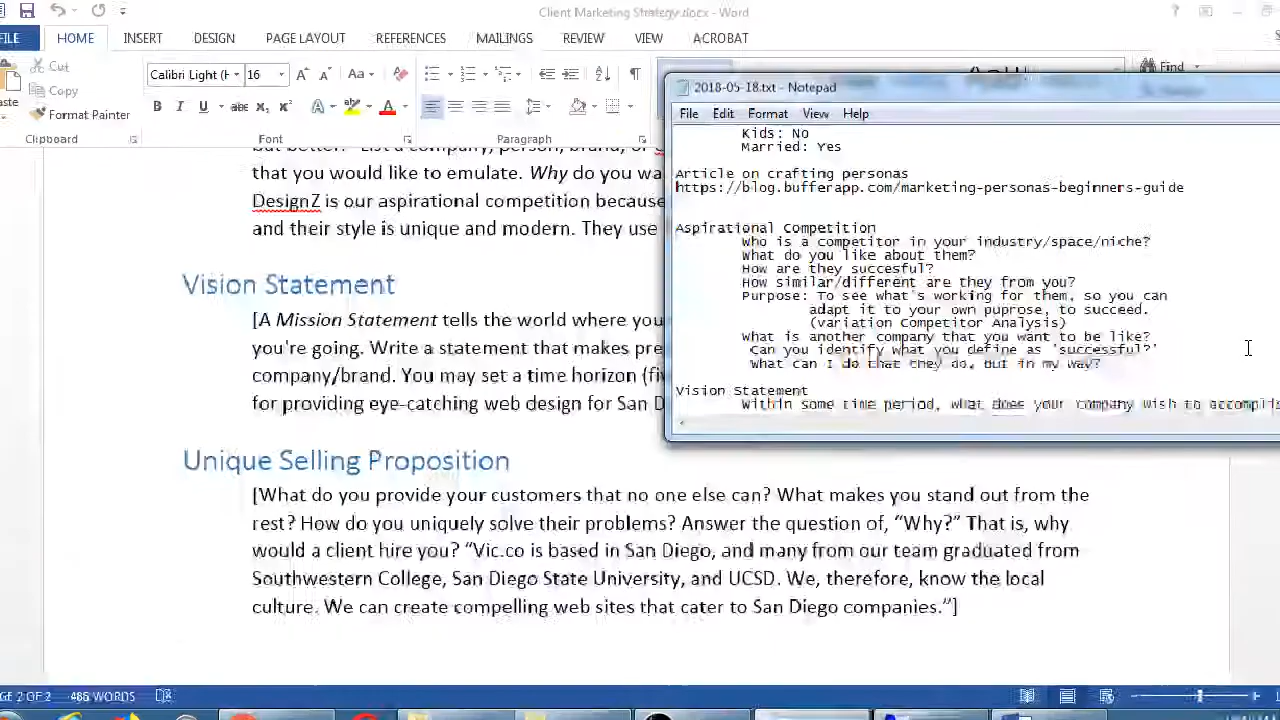 Client Marketing Strategy.docx - Word
FILE HOME INSERT DESIGN PAGE LAYOUT REFERENCES MAILINGS REVIEW VIEW ACROBAT
Cut
Copy
Format Painter
Calibri Light (H 16
Find
Clipboard Font Paragraph
that you would like to emulate. Why do you wa
DesignZ is our aspirational competition because
and their style is unique and modern. They use
Vision Statement
[A Mission Statement tells the world where you
you're going. Write a statement that makes pre
company/brand. You may set a time horizon (fiv
for providing eye-catching web design for San D
Unique Selling Proposition
[What do you provide your customers that no one else can? What makes you stand out from the
rest? How do you uniquely solve their problems? Answer the question of, “Why?” That is, why
would a client hire you? “Vic.co is based in San Diego, and many from our team graduated from
Southwestern College, San Diego State University, and UCSD. We, therefore, know the local
culture. We can create compelling web sites that cater to San Diego companies.”]
2018-05-18.txt - Notepad
File Edit Format View Help
Kids: No
Married: Yes
Article on crafting personas
https://blog.bufferapp.com/marketing-personas-beginners-guide
Aspirational Competition
Who is a competitor in your industry/space/niche?
What do you like about them?
How are they succesful?
How similar/different are they from you?
Purpose: To see what's working for them, so you can
adapt it to your own puprose, to succeed.
(variation Competitor Analysis)
What is another company that you want to be like?
Can you identify what you define as 'successful?'
What can I do that they do, but in my way?
Vision Statement
Within some time period, what does your company wish to accomplis
GE 2 OF 2 486 WORDS